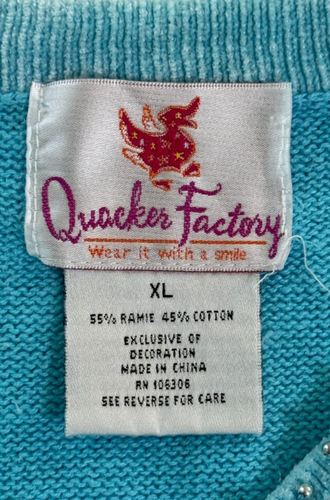 Quacker Factory
Wear it with a smile
XL
55% RAMIE 45% COTTON
EXCLUSIVE OF
DECORATION
MADE IN CHINA
RN 106306
SEE REVERSE FOR CARE